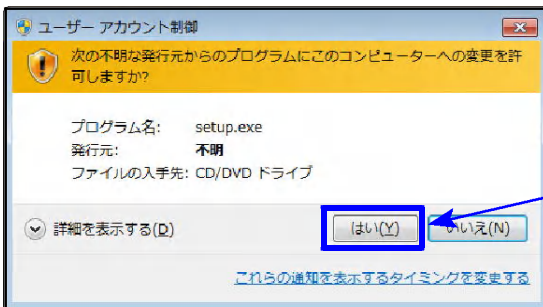 ユーザー アカウント制御
次の不明な発行元からのプログラムにこのコンピューターへの変更を許
可しますか?
プログラム名: setup.exe
発行元: 不明
ファイルの入手先: CD/DVD ドライブ
詳細を表示する(D) はい(Y) いいえ(N)
これらの通知を表示するタイミングを変更する